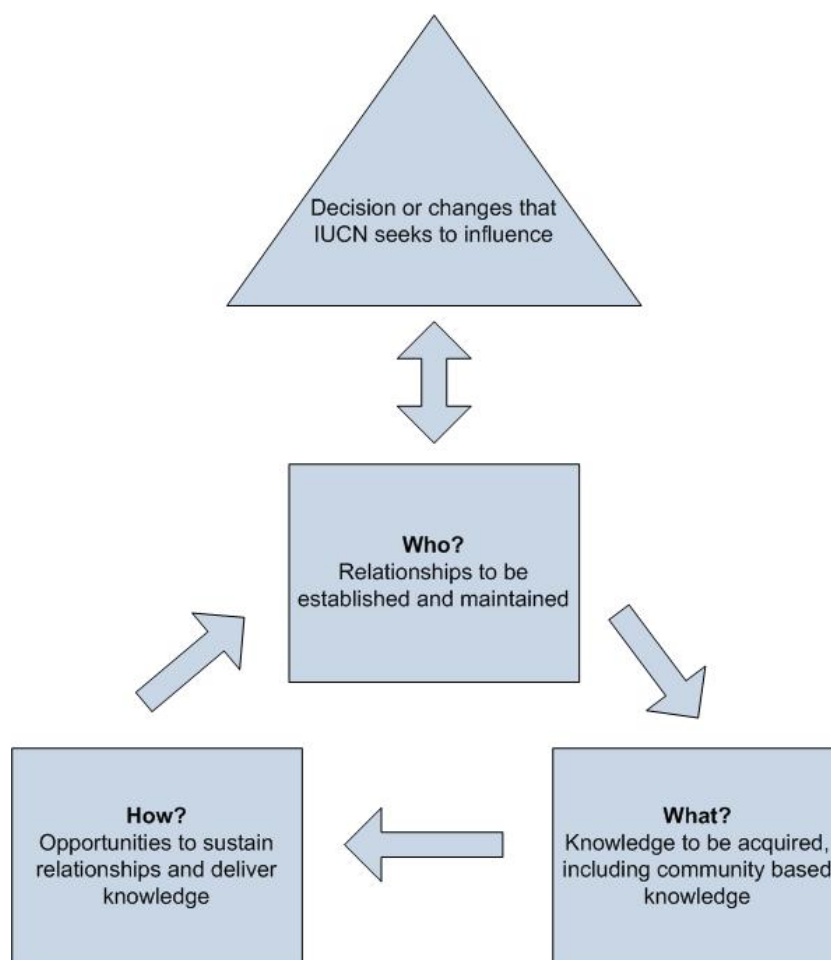 Decision or changes that
IUCN seeks to influence
Who?
Relationships to be
established and maintained
How?
Opportunities to sustain
relationships and deliver
knowledge
What?
Knowledge to be acquired,
including community based
knowledge